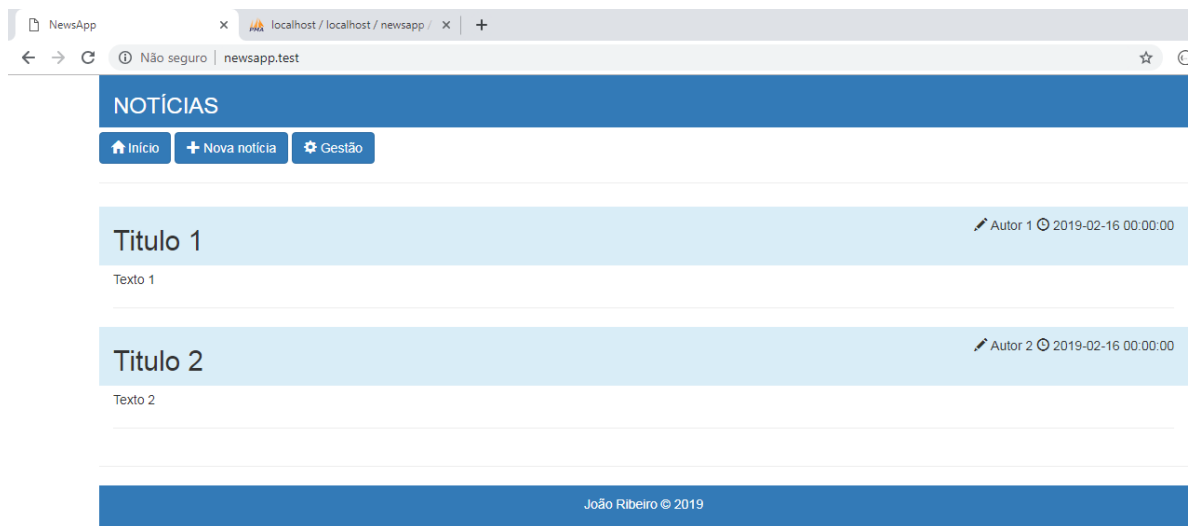 NewsApp
localhost / localhost / newsapp /
Não seguro | newsapp.test
NOTÍCIAS
Início
Nova notícia
Gestão
Titulo 1
Autor 1 2019-02-16 00:00:00
Texto 1
Titulo 2
Autor 2 2019-02-16 00:00:00
Texto 2
João Ribeiro © 2019